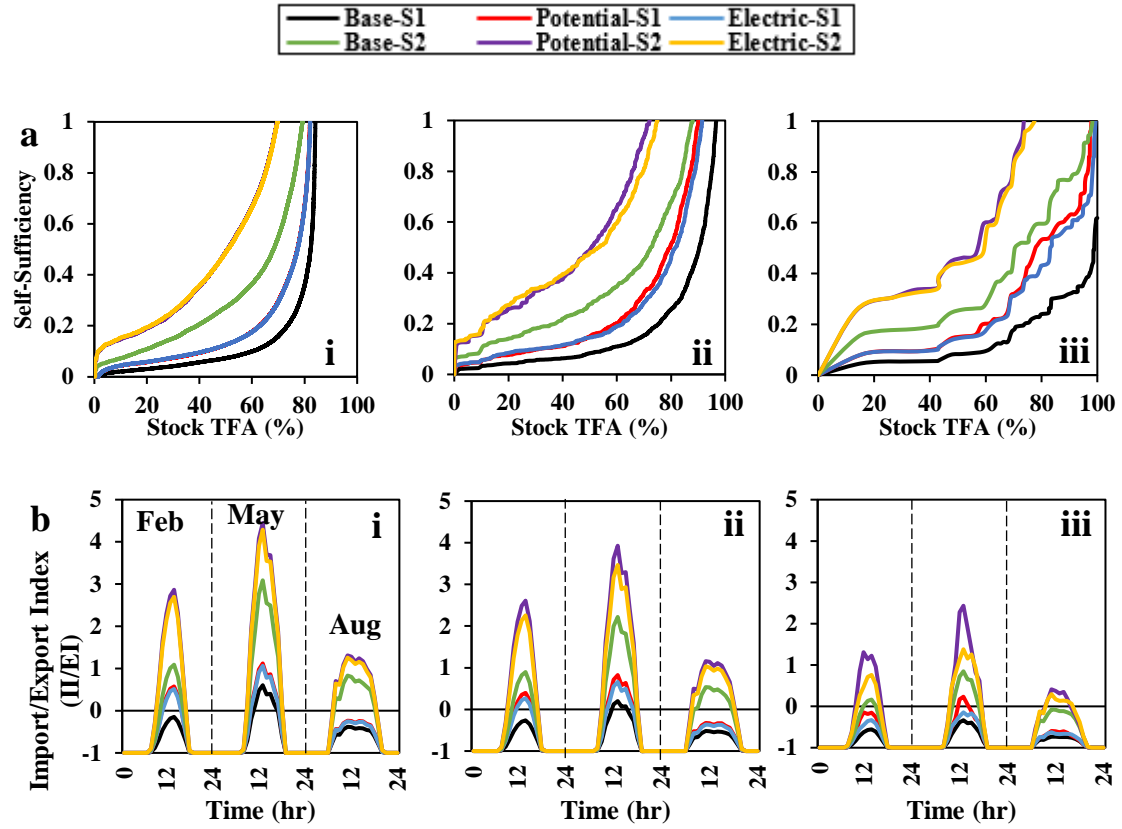 Base-S1 Potential-S1 Electric-S1
Base-S2 Potential-S2 Electric-S2
a
Self-Sufficiency
1
0.8
0.6
0.4
0.2
0
i
0 20 40 60 80 100
Stock TFA (%)
1
0.8
0.6
0.4
0.2
0
ii
0 20 40 60 80 100
Stock TFA (%)
1
0.8
0.6
0.4
0.2
0
iii
0 20 40 60 80 100
Stock TFA (%)
b
Import/Export Index
(II/EI)
5
4
3
2
1
0
-1
Feb
May
Aug
i
0 12 24 12 24 12 24
Time (hr)
5
4
3
2
1
0
-1
ii
0 12 24 12 24 12 24
Time (hr)
5
4
3
2
1
0
-1
iii
0 12 24 12 24 12 24
Time (hr)